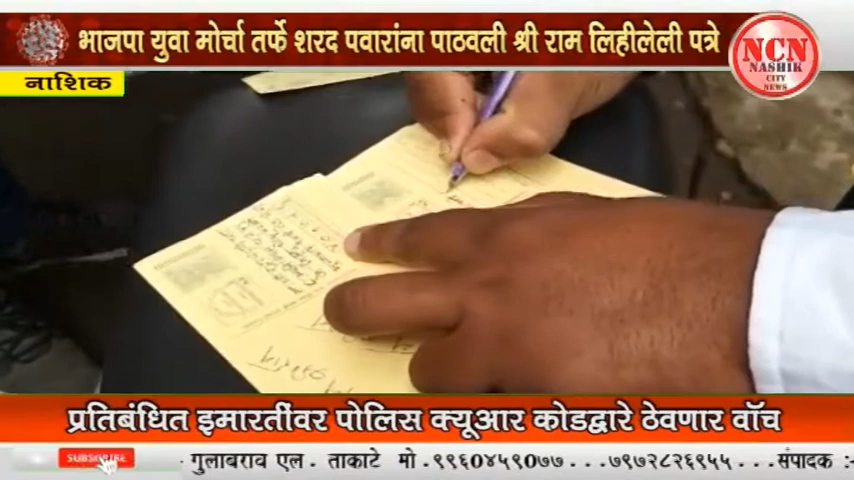 भाजपा युवा मोर्चा तर्फे शरद पवारांना पाठवली श्री राम लिहीलेली पत्रे
NCN
NASHIK
CITY
NEWS
नाशिक
प्रतिबंधित इमारतींवर पोलिस क्यूआर कोडद्वारे ठेवणार वॉच
SUBSCRIBE
गुलाबराव एल. ताकाटे मो .९९६०४५९०७७ . . . ७९७२८२६९५५ . . . संपादक :-